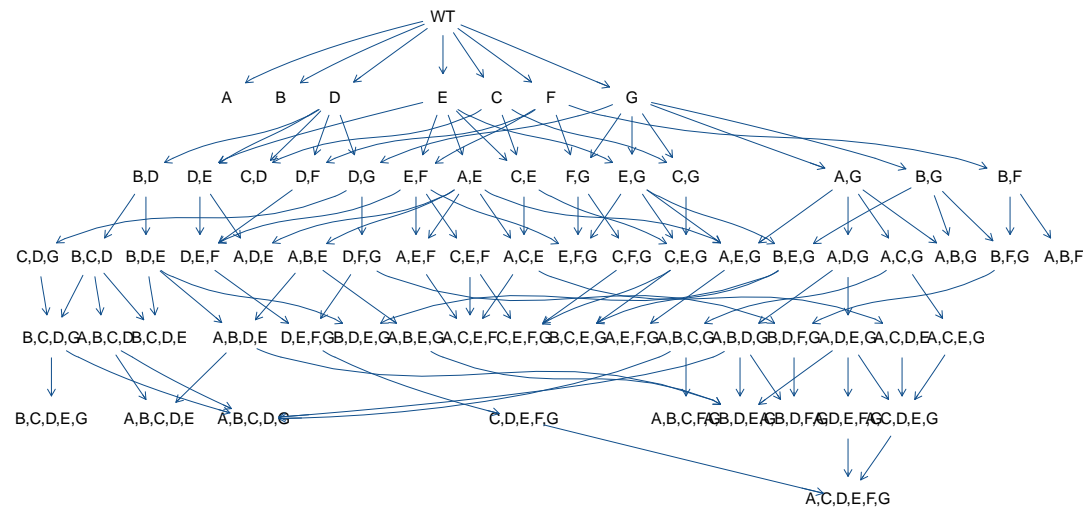 WT
A B D E C F G
B,D D,E C,D D,F D,G E,F A,E C,E F,G E,G C,G A,G B,G B,F
C,D,G B,C,D B,D,E D,E,F A,D,E A,B,E D,F,G A,E,F C,E,F A,C,E E,F,G C,F,G C,E,G A,E,G B,E,G A,D,G A,C,G A,B,G B,F,G A,B,F
B,C,D,G A,B,C,D B,C,D,E A,B,D,E D,E,F,G B,D,E,G A,B,E,G A,C,E,F C,E,F,G B,C,E,G A,E,F,G A,B,C,G A,B,D,G B,D,F,G A,D,E,G A,C,D,E A,C,E,G
B,C,D,E,G A,B,C,D,E A,B,C,D,G C,D,E,F,G A,B,C,F,G A,B,D,E,G A,B,D,F,G A,D,E,F,G A,C,D,E,G
A,C,D,E,F,G